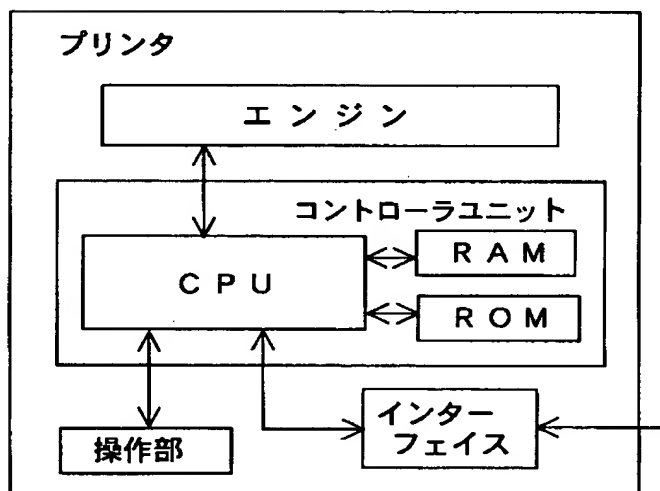 プリンタ
エンジン
コントローラユニット
CPU
RAM
ROM
操作部
インター
フェイス